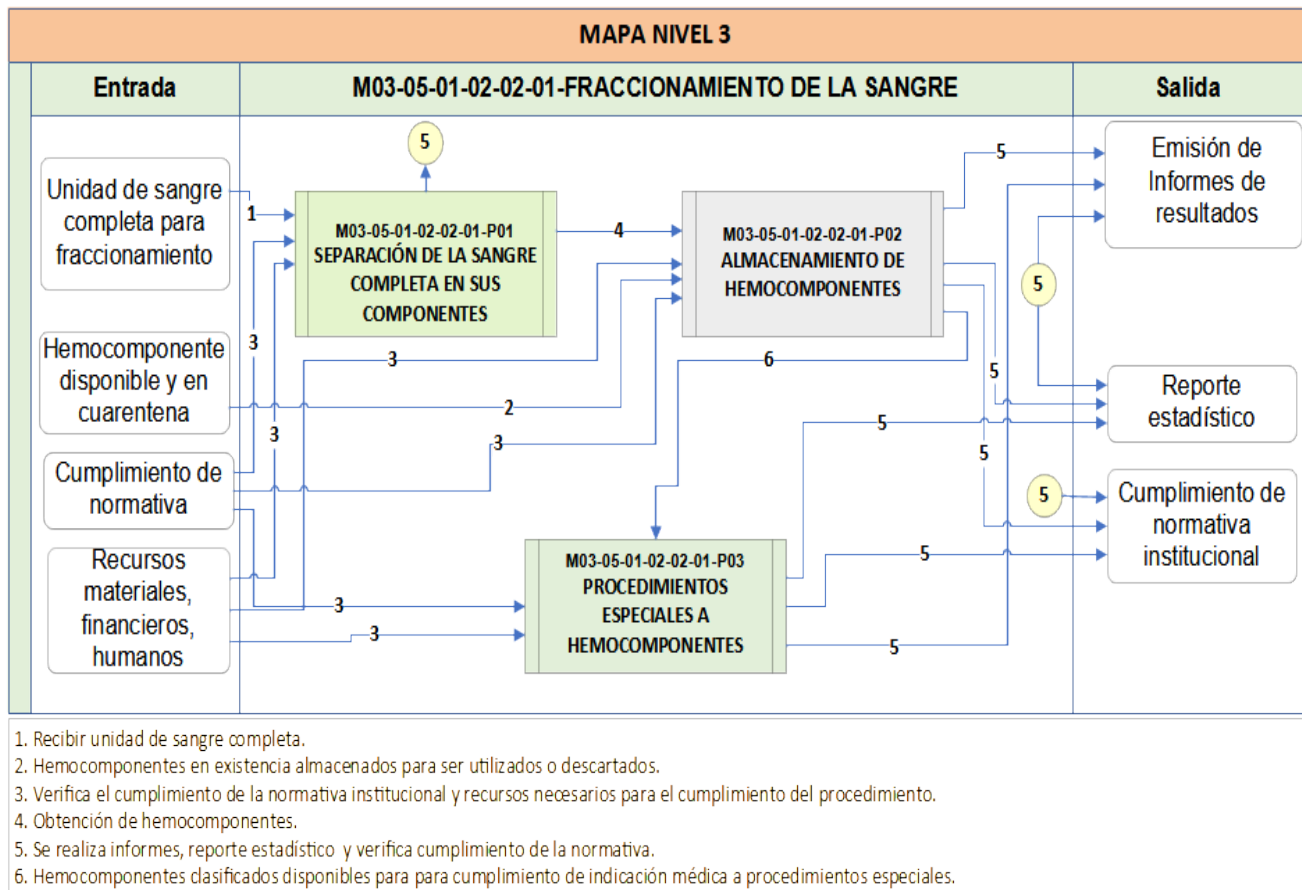 MAPA NIVEL 3
Entrada
M03-05-01-02-02-01-FRACCIONAMIENTO DE LA SANGRE
Salida
Unidad de sangre
completa para
fraccionamiento
Hemocomponente
disponible y en
cuarentena
Cumplimiento de
normativa
Recursos
materiales,
financieros,
humanos
5
1
M03-05-01-02-02-01-P01
SEPARACIÓN DE LA SANGRE
COMPLETA EN SUS
COMPONENTES
4
M03-05-01-02-02-01-P02
ALMACENAMIENTO DE
HEMOCOMPONENTES
3
3
6
2
3
3
M03-05-01-02-02-01-P03
PROCEDIMIENTOS
ESPECIALES A
HEMOCOMPONENTES
3
3
5
5
5
5
5
5
5
5
Emisión de
Informes de
resultados
Reporte
estadístico
Cumplimiento de
normativa
institucional
1. Recibir unidad de sangre completa.
2. Hemocomponentes en existencia almacenados para ser utilizados o descartados.
3. Verifica el cumplimiento de la normativa institucional y recursos necesarios para el cumplimiento del procedimiento.
4. Obtención de hemocomponentes.
5. Se realiza informes, reporte estadístico y verifica cumplimiento de la normativa.
6. Hemocomponentes clasificados disponibles para para cumplimiento de indicación médica a procedimientos especiales.